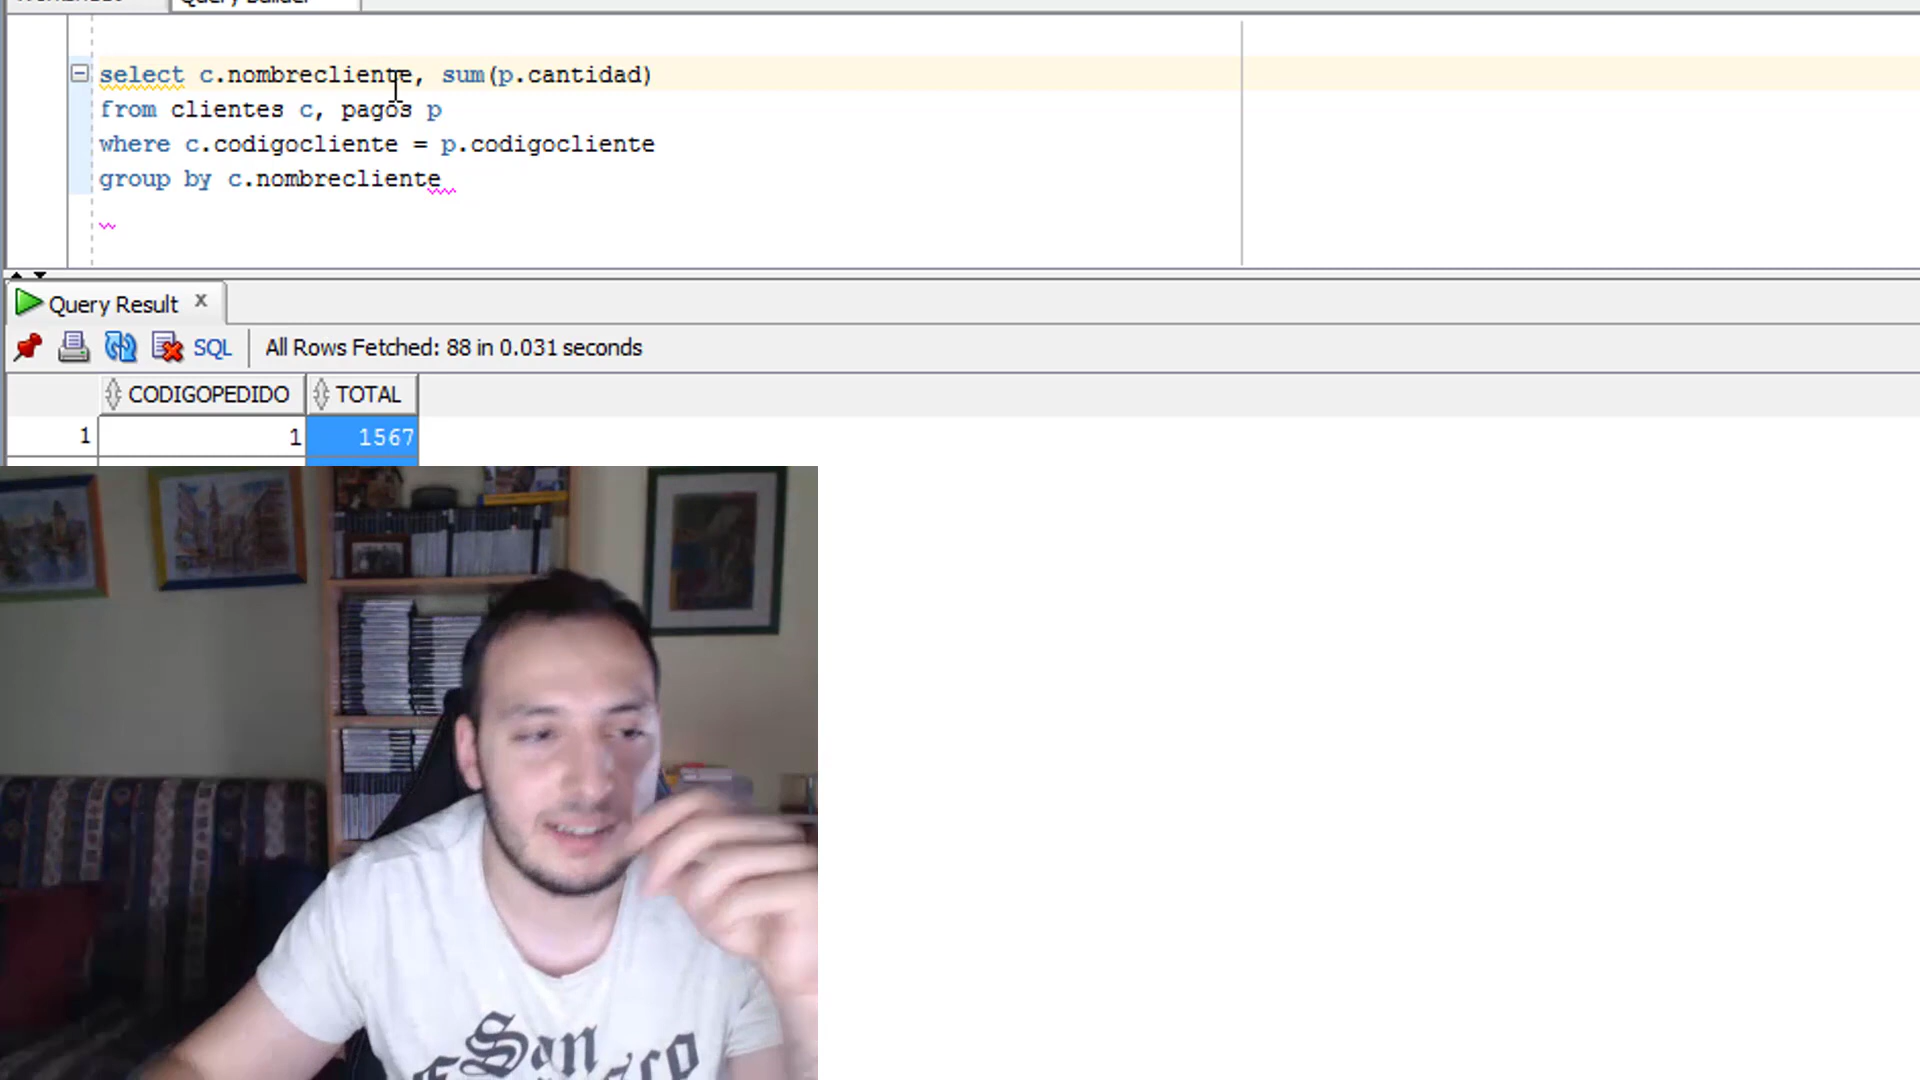 select c.nombrecliente, sum(p.cantidad)
from clientes c, pagos p
where c.codigocliente = p.codigocliente
group by c.nombrecliente
Query Result x
SQL All Rows Fetched: 88 in 0.031 seconds
CODIGOPEDIDO TOTAL
1 1 1567
San